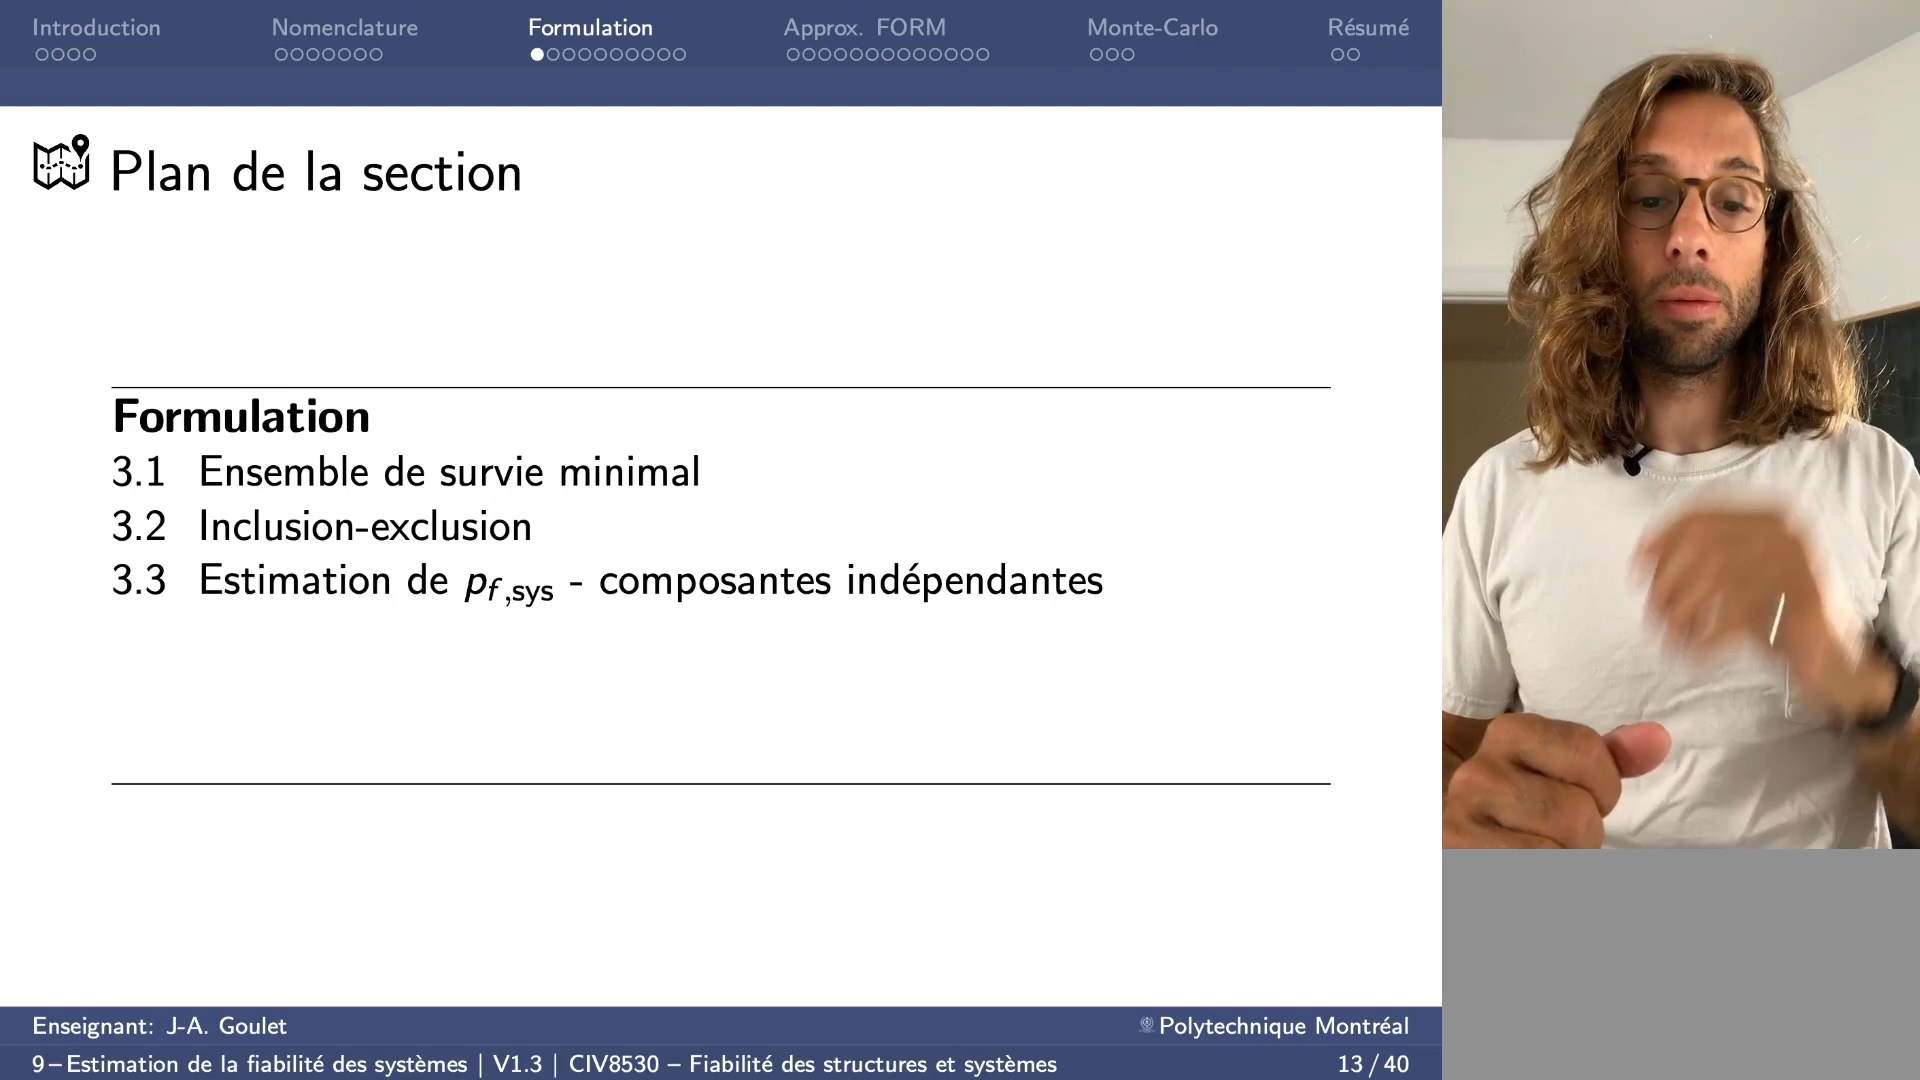 Introduction Nomenclature Formulation Approx. FORM Monte-Carlo Résumé
Plan de la section
Formulation
3.1 Ensemble de survie minimal
3.2 Inclusion-exclusion
3.3 Estimation de pf,sys - composantes indépendantes
Enseignant: J-A. Goulet Polytechnique Montréal
9–Estimation de la fiabilité des systèmes | V1.3 | CIV8530 – Fiabilité des structures et systèmes 13 / 40